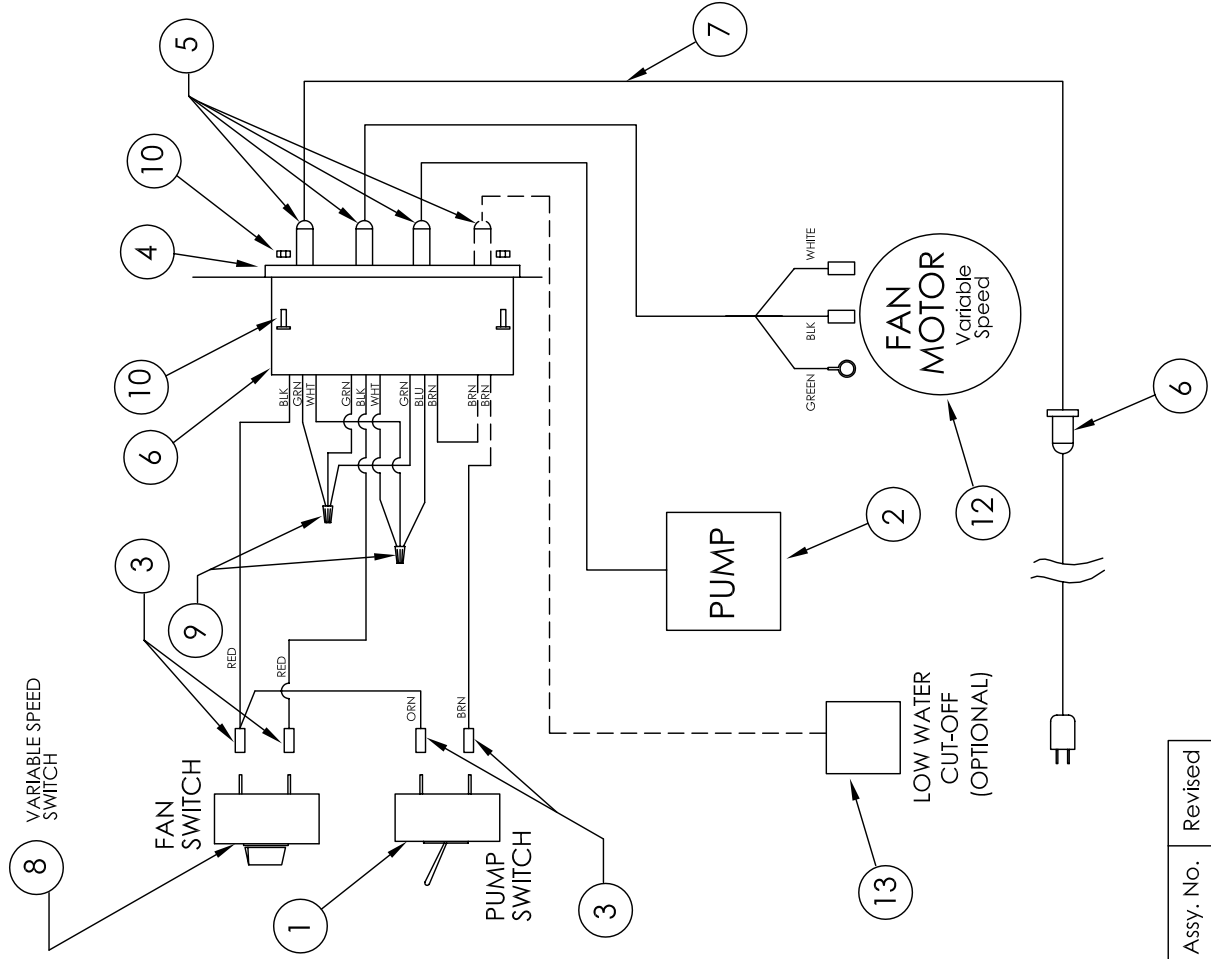 8
VARIABLE SPEED
SWITCH
FAN
SWITCH
1
PUMP
SWITCH
3
3
9
6
10
4
10
5
RED
RED
ORN
BRN
BLK
GRN
WHT
GRN
BLK
WHT
GRN
BLU
BRN
BRN
BRN
7
GREEN
BLK
WHITE
FAN
MOTOR
Variable
Speed
12
PUMP
2
LOW WATER
CUT-OFF
(OPTIONAL)
13
6
Assy. No.
Revised